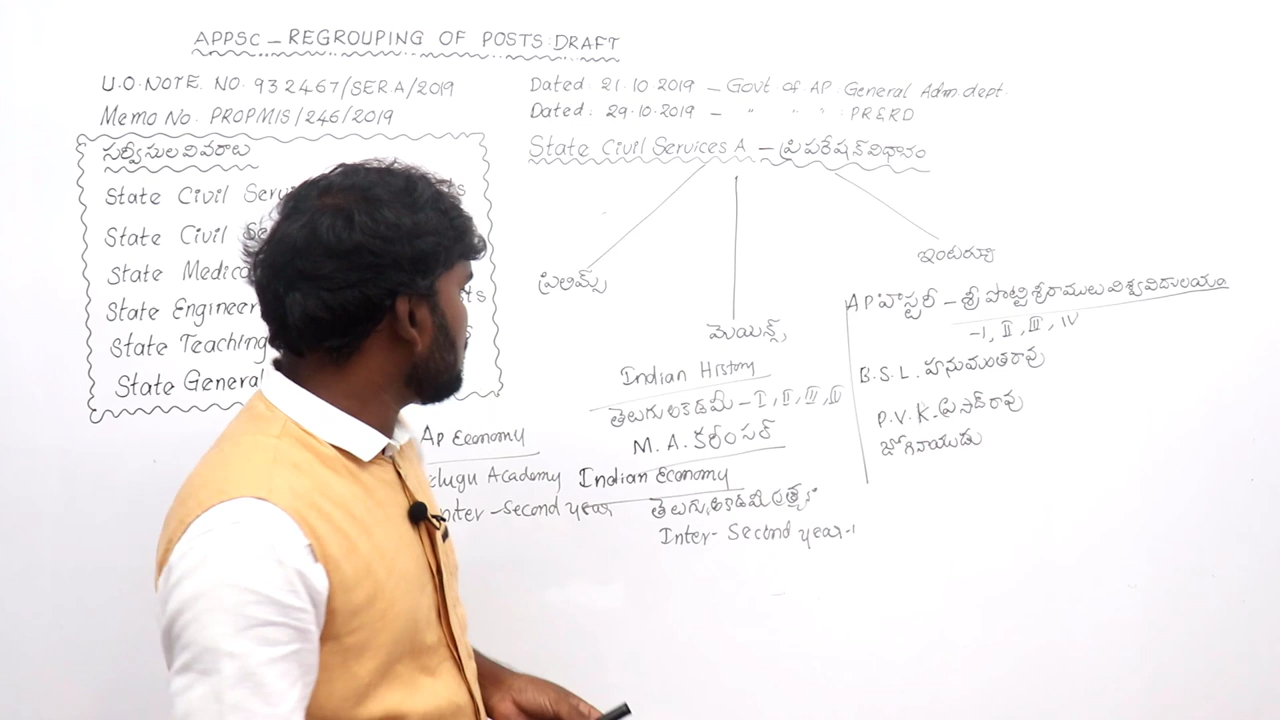 APPSC - REGROUPING OF POSTS: DRAFT
U.O.NOTE. NO. 932467/SER.A/2019
Dated: 21.10.2019 - Govt of AP General Adm.dept.
Memo No. PROPMIS/246/2019
Dated: 29.10.2019 - " " " : PR&RD
సర్వీసుల వివరాలు
State Civil Services A - ప్రిపరేషన్ విధానం
State Civil
State Civil
State Medic
State Engineer
State Teaching
State General
ప్రిలిమ్స్
మెయిన్స్
Indian History
తెలుగు అకాడమీ - I, II, III, IV
M.A. కరీంసర్
Indian Economy
తెలుగు అకాడమీ
Inter- Second year-
AP Economy
elugu Academy
Inter - Second year
ఇంటర్వ్యూ
AP హిస్టరీ - శ్రీ పొట్టి శ్రీరాములు విశ్వవిద్యాలయం
-I, II, III, IV
B.S.L. హనుమంతరావు
P.V.K. ప్రసాద్ రావు
జోగినాయుడు